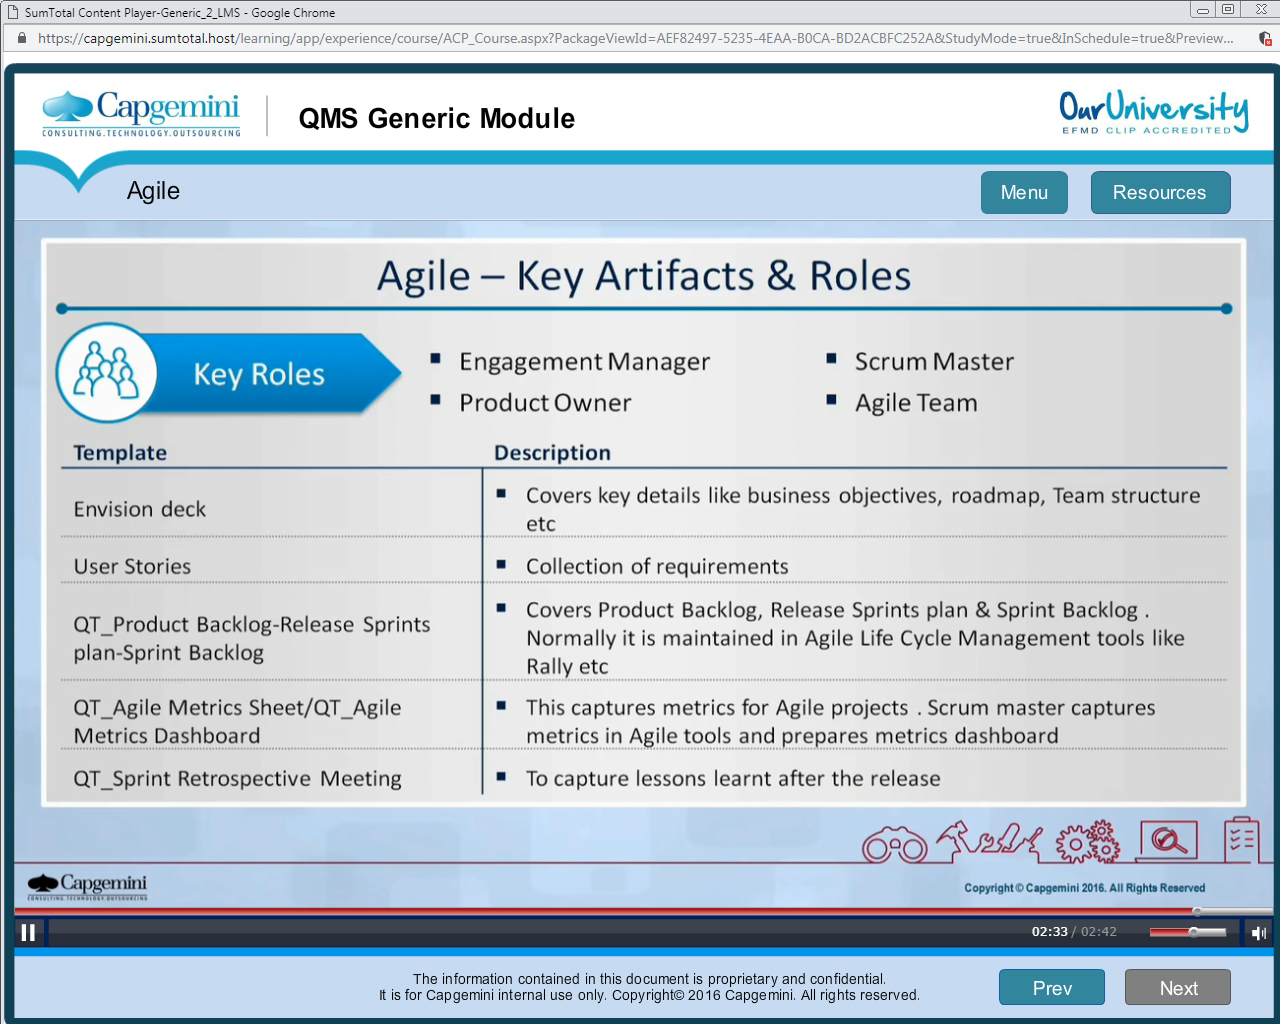 SumTotal Content Player-Generic_2_LMS - Google Chrome
https://capgemini.sumtotal.host/learning/app/experience/course/ACP_Course.aspx?PackageViewId=AEF82497-5235-4EAA-B0CA-BD2ACBFC252A&StudyMode=true&InSchedule=true&Preview...
Capgemini
CONSULTING.TECHNOLOGY.OUTSOURCING
QMS Generic Module
OurUniversity
EFMD CLIP ACCREDITED
Agile
Menu
Resources
Agile – Key Artifacts & Roles
Key Roles
Engagement Manager
Scrum Master
Product Owner
Agile Team
Template
Description
Envision deck
Covers key details like business objectives, roadmap, Team structure
etc
User Stories
Collection of requirements
QT_Product Backlog-Release Sprints
plan-Sprint Backlog
Covers Product Backlog, Release Sprints plan & Sprint Backlog .
Normally it is maintained in Agile Life Cycle Management tools like
Rally etc
QT_Agile Metrics Sheet/QT_Agile
Metrics Dashboard
This captures metrics for Agile projects . Scrum master captures
metrics in Agile tools and prepares metrics dashboard
QT_Sprint Retrospective Meeting
To capture lessons learnt after the release
Capgemini
CONSULTING.TECHNOLOGY.OUTSOURCING
Copyright © Capgemini 2016. All Rights Reserved
02:33 / 02:42
The information contained in this document is proprietary and confidential.
It is for Capgemini internal use only. Copyright© 2016 Capgemini. All rights reserved.
Prev
Next